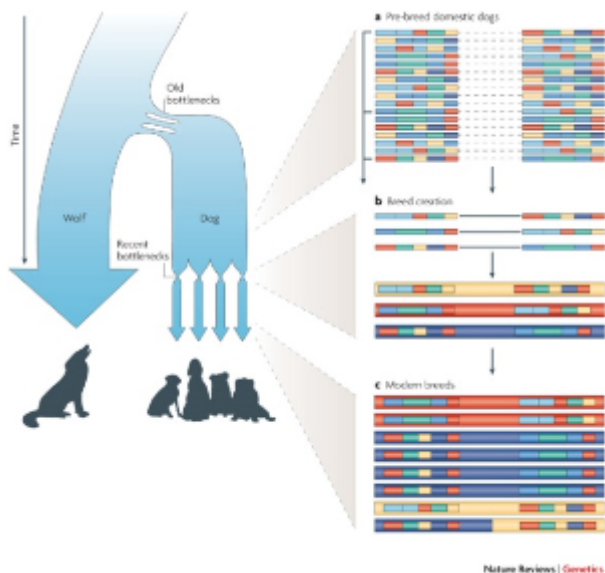 a Pre-breed domestic dogs
Old
bottlenecks
Time
Wolf
Dog
b Breed creation
Recent
bottlenecks
c Modern breeds
Nature Reviews | Genetics